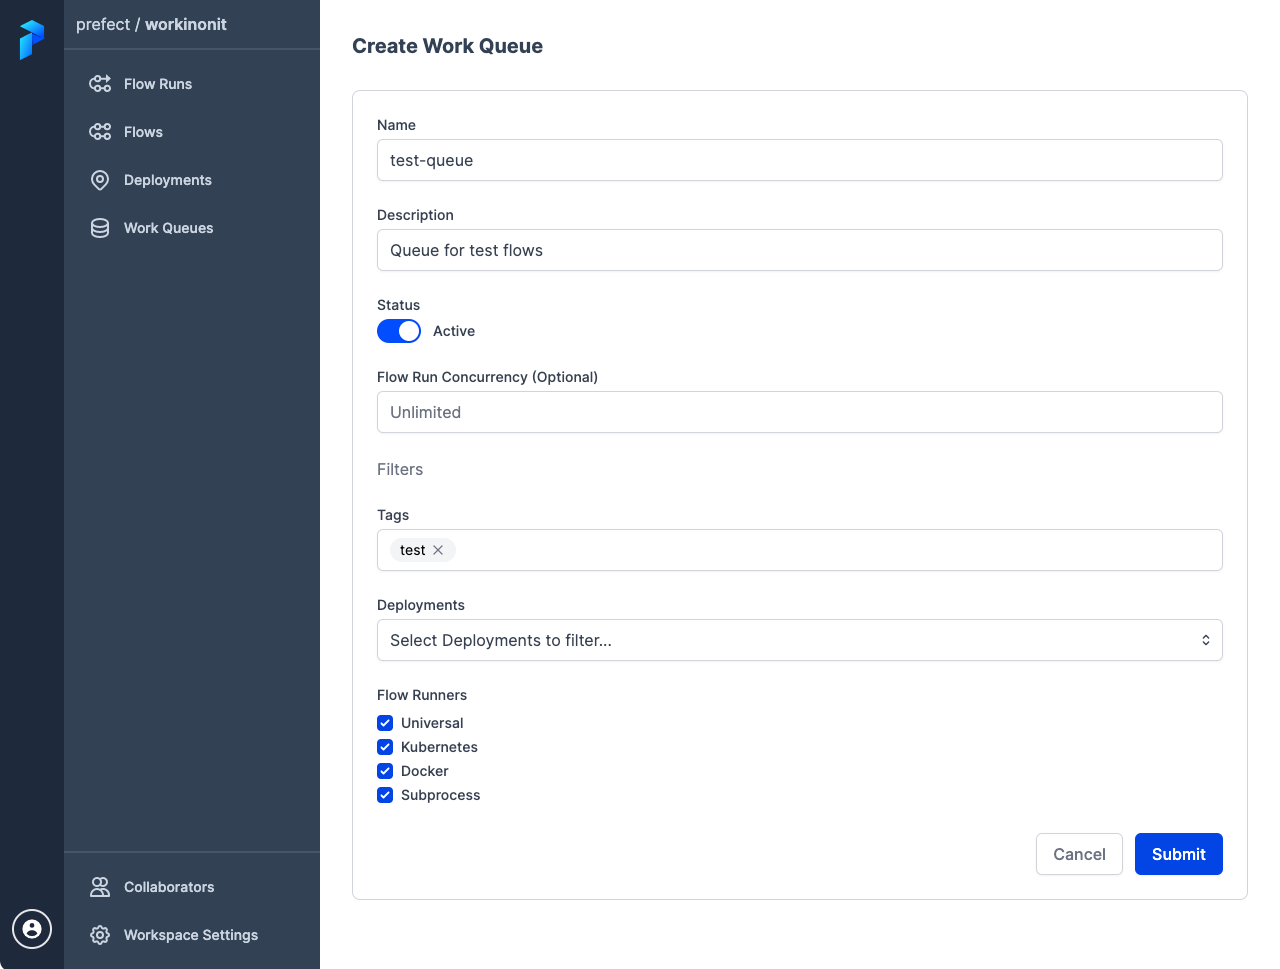 prefect / workinonit
Flow Runs
Flows
Deployments
Work Queues
Collaborators
Workspace Settings
Create Work Queue
Name
test-queue
Description
Queue for test flows
Status
Active
Flow Run Concurrency (Optional)
Unlimited
Filters
Tags
test
Deployments
Select Deployments to filter...
Flow Runners
Universal
Kubernetes
Docker
Subprocess
Cancel
Submit